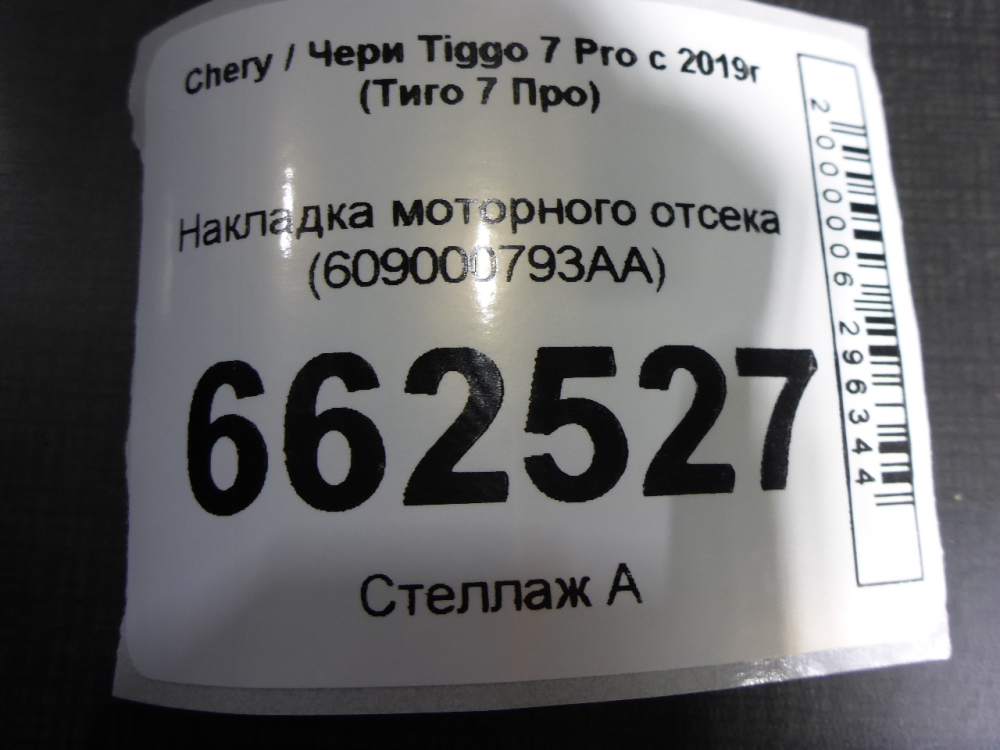 Chery / Чери Tiggo 7 Pro с 2019г
(Тиго 7 Про)
Накладка моторного отсека
(609000793AA)
662527
Стеллаж А
2000006296344